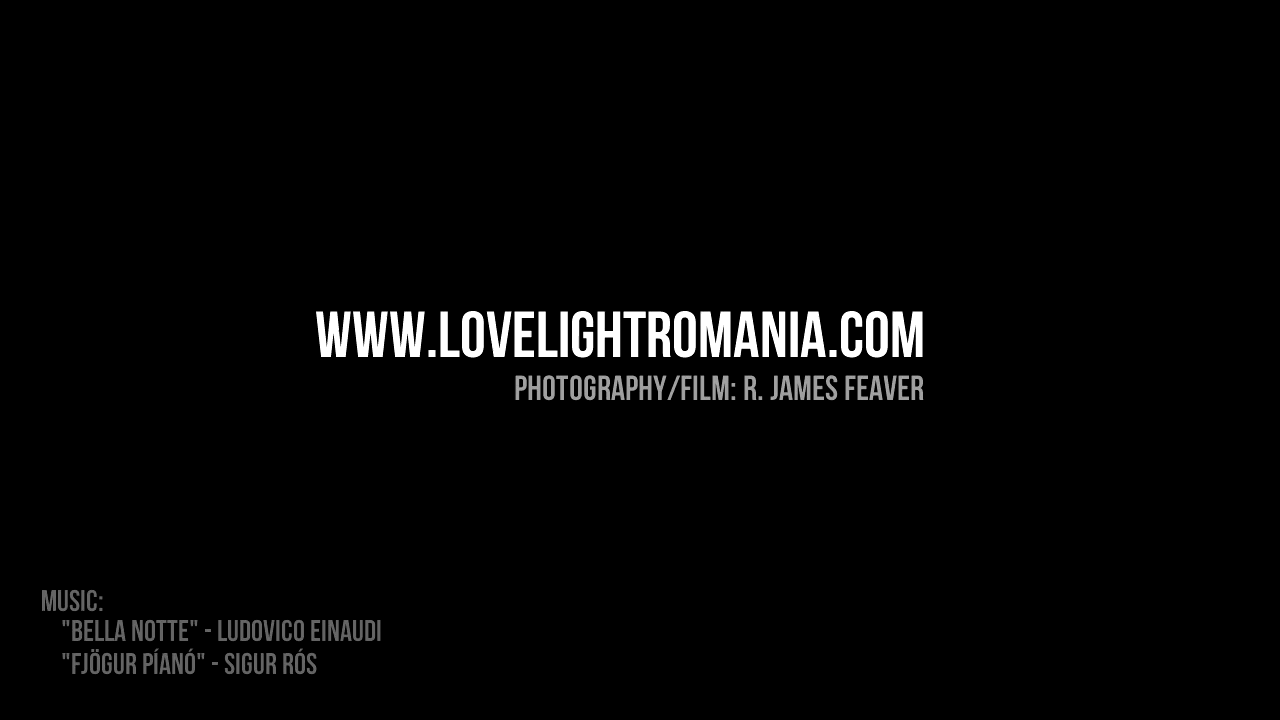 WWW.LOVELIGHTROMANIA.COM
PHOTOGRAPHY/FILM: R. JAMES FEAVER
MUSIC:
"BELLA NOTTE" - LUDOVICO EINAUDI
"FJÖGUR PÍANÓ" - SIGUR RÓS